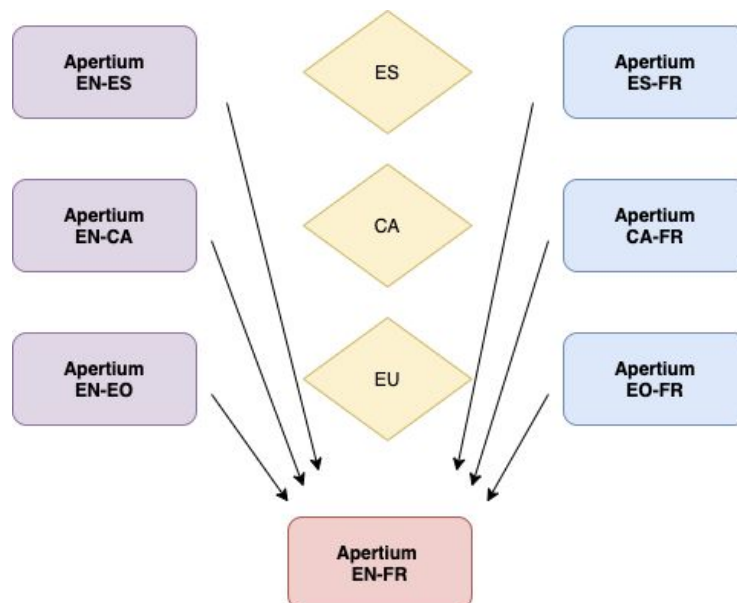 Apertium
EN-ES
ES
Apertium
ES-FR
Apertium
EN-CA
CA
Apertium
CA-FR
Apertium
EN-EO
EU
Apertium
EO-FR
Apertium
EN-FR